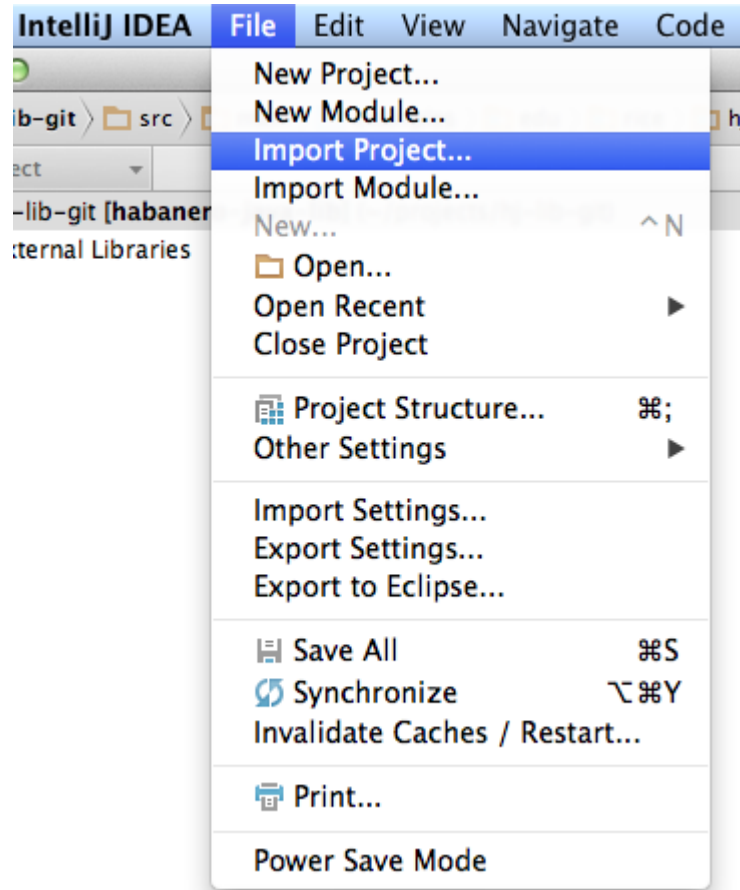 IntelliJ IDEA File Edit View Navigate Code
ib-git src h
ect
-lib-git [habaner
xternal Libraries
New Project...
New Module...
Import Project...
Import Module...
New... ^N
Open...
Open Recent ▶
Close Project
Project Structure... ⌘;
Other Settings ▶
Import Settings...
Export Settings...
Export to Eclipse...
Save All ⌘S
Synchronize ⌥⌘Y
Invalidate Caches / Restart...
Print...
Power Save Mode